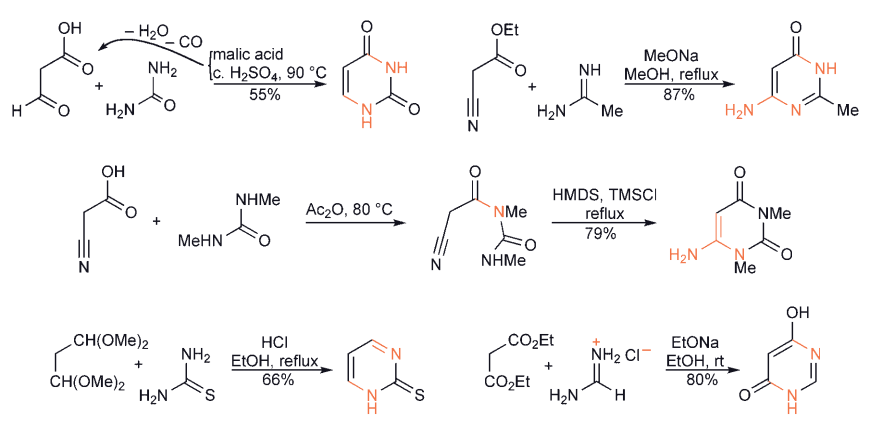 OH
– H₂O
– CO
O
H
O
+
NH₂
H₂N
O
malic acid
c. H₂SO₄, 90 °C
55%
O
NH
O
N
H
OEt
O
N
+
NH
H₂N
Me
MeONa
MeOH, reflux
87%
O
NH
H₂N
N
Me
OH
O
N
+
NHMe
MeHN
O
Ac₂O, 80 °C
O
NMe
O
N
NHMe
HMDS, TMSCl
reflux
79%
O
NMe
H₂N
N
O
Me
CH(OMe)₂
CH(OMe)₂
+
NH₂
H₂N
S
HCl
EtOH, reflux
66%
N
N
S
H
CO₂Et
CO₂Et
+
+
NH₂ Cl –
H₂N
H
EtONa
EtOH, rt
80%
OH
N
O
N
H